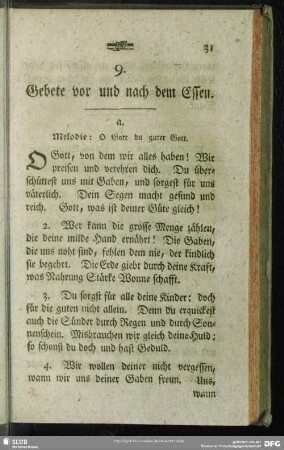 31
9.
Gebete vor und nach dem Essen.
a.
Melodie: O Gott du guter Gott.
O Gott, von dem wir alles haben! Wir
preisen und verehren dich. Du über-
schüttest uns mit Gaben, und sorgest für uns
väterlich. Dein Segen macht gesund und
reich. Gott, was ist deiner Güte gleich!
2. Wer kann die grosse Menge zählen,
die deine milde Hand ernährt! Die Gaben,
die uns noht sind, fehlen dem nie, der kindlich
sie begehrt. Die Erde giebt durch deine Kraft,
was Nahrung Stärke Wonne schafft.
3. Du sorgst für alle deine Kinder: doch
für die guten nicht allein. Denn du erquickest
auch die Sünder durch Regen und durch Son-
nenschein. Misbrauchen wir gleich deine Huld;
so schonst du doch und hast Geduld.
4. Wir wollen deiner nicht vergessen,
wann wir uns deiner Gaben freun. Uns,
wann
SLUB
DFG